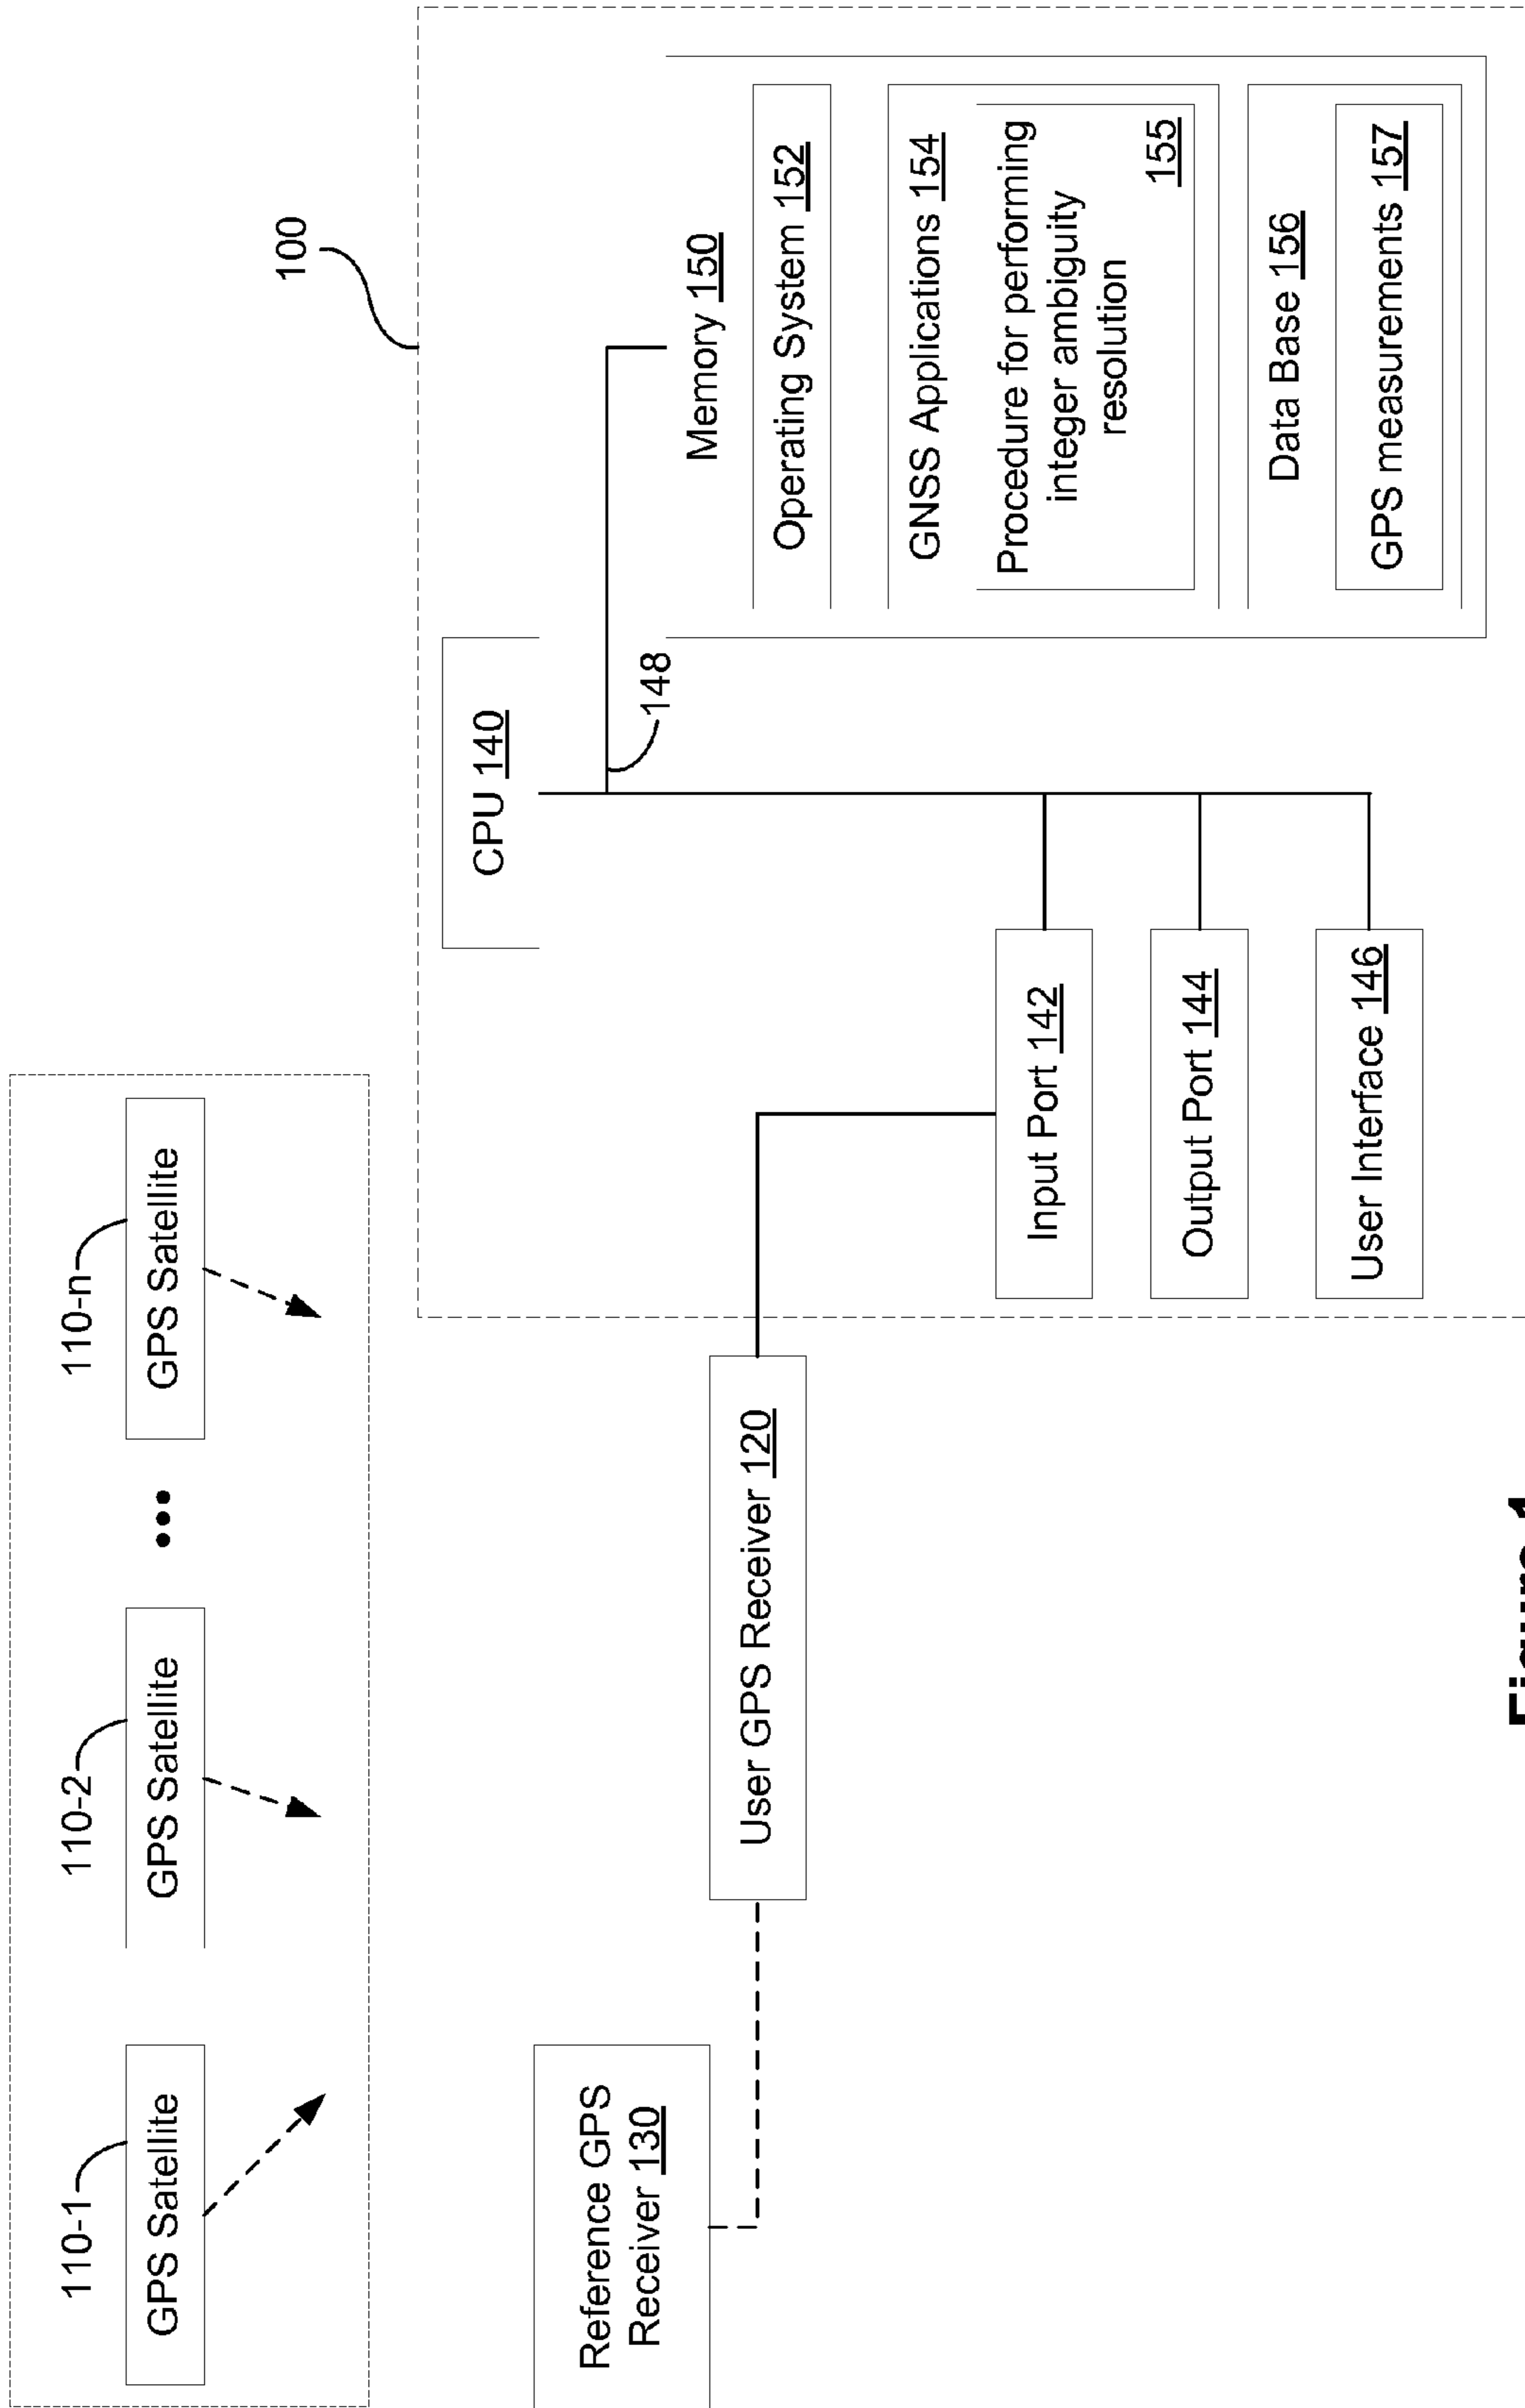 110-1
110-2
110-n
GPS Satellite
GPS Satellite
GPS Satellite
•••
100
Reference GPS
Receiver 130
User GPS Receiver 120
CPU 140
148
Input Port 142
Output Port 144
User Interface 146
Memory 150
Operating System 152
GNSS Applications 154
Procedure for performing
integer ambiguity
resolution
155
Data Base 156
GPS measurements 157